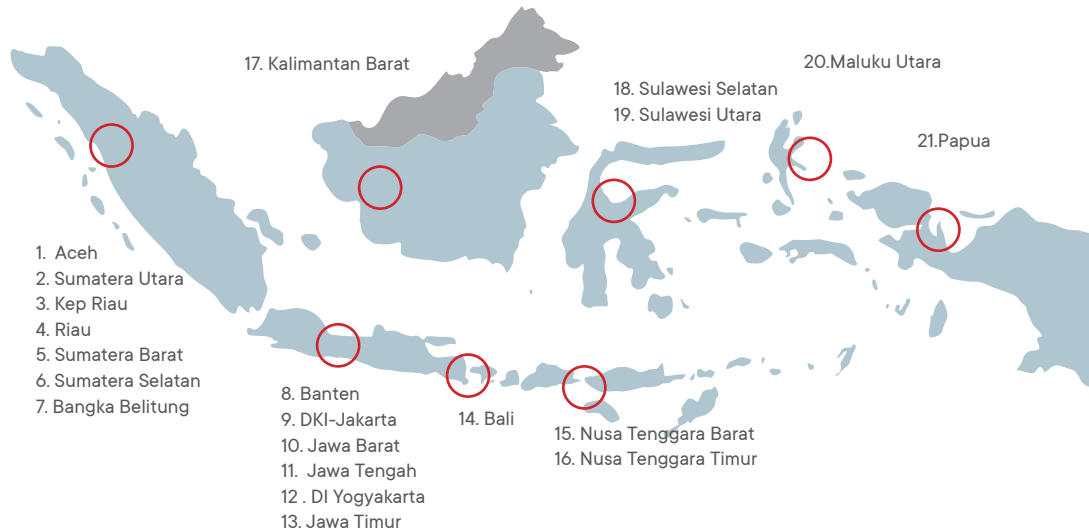 17. Kalimantan Barat
20.Maluku Utara
18. Sulawesi Selatan
19. Sulawesi Utara
21.Papua
1. Aceh
2. Sumatera Utara
3. Kep Riau
4. Riau
5. Sumatera Barat
6. Sumatera Selatan
7. Bangka Belitung
8. Banten
9. DKI-Jakarta
10. Jawa Barat
11. Jawa Tengah
12 . DI Yogyakarta
13. Jawa Timur
14. Bali
15. Nusa Tenggara Barat
16. Nusa Tenggara Timur